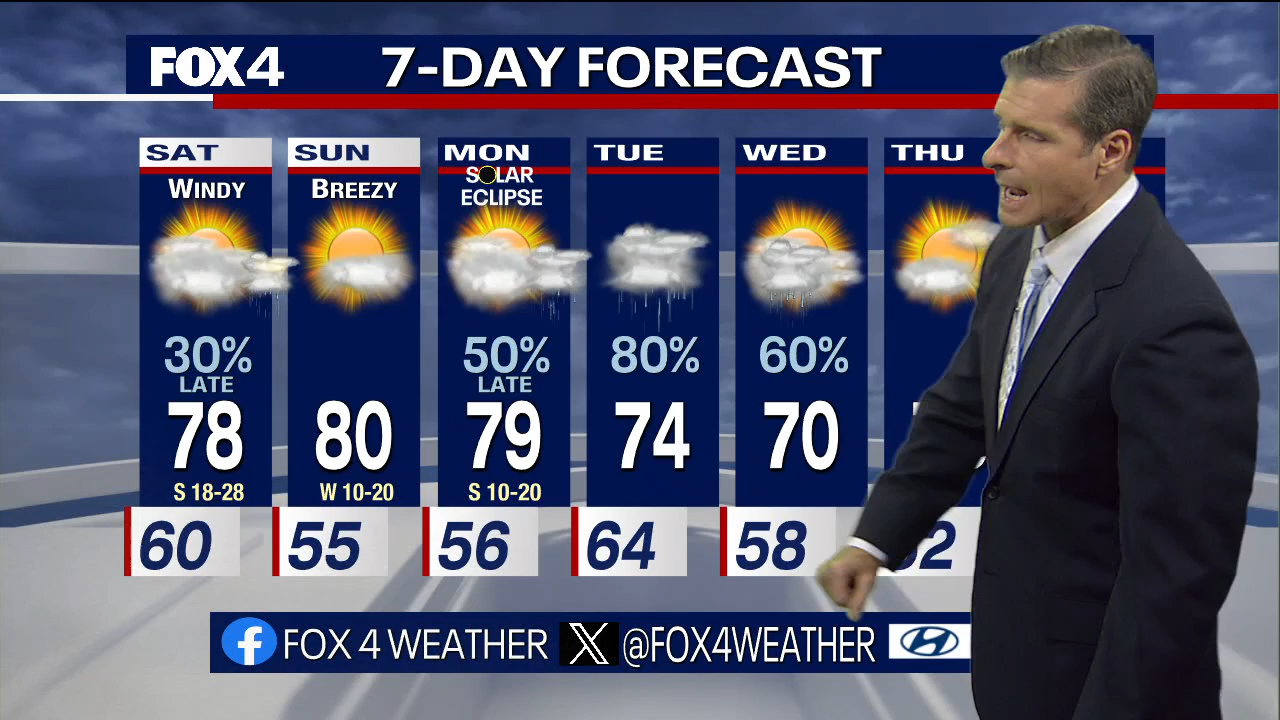 FOX 4
7-DAY FORECAST
SAT
SUN
MON
TUE
WED
THU
WINDY
BREEZY
SOLAR
ECLIPSE
30%
LATE
50%
LATE
80%
60%
78
80
79
74
70
S 18-28
W 10-20
S 10-20
60
55
56
64
58
FOX 4 WEATHER
@FOX4WEATHER